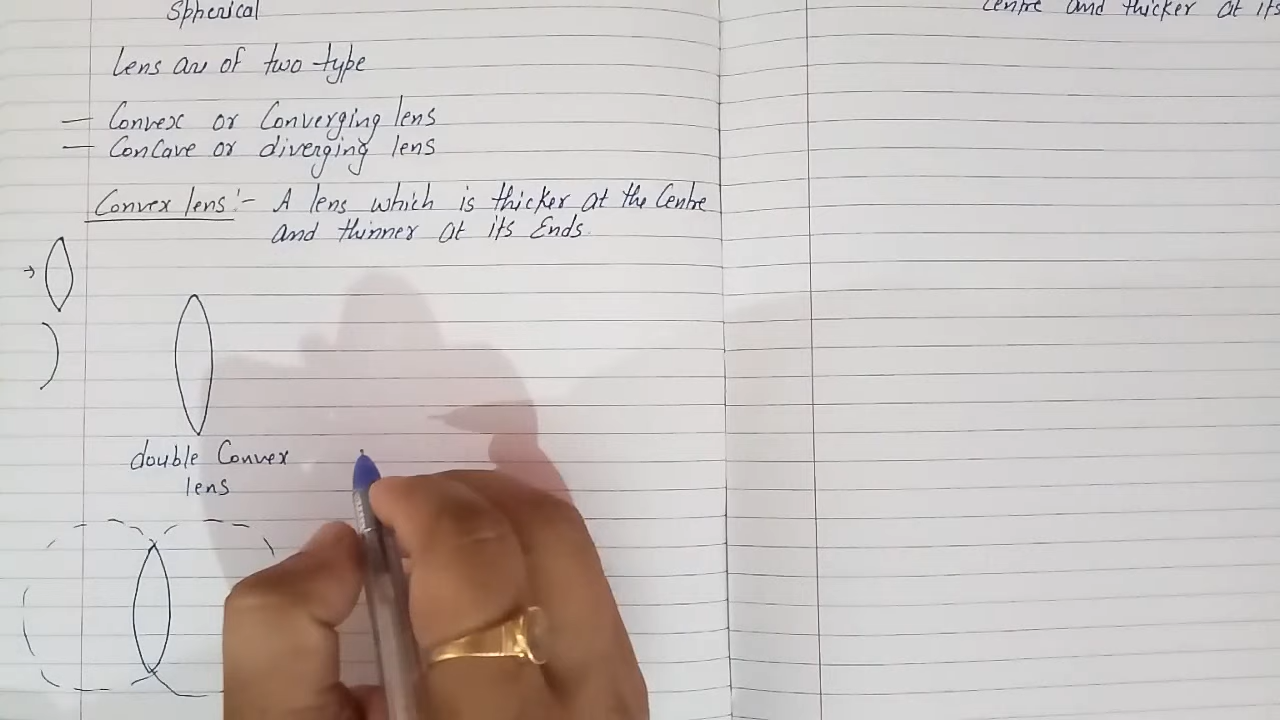 Spherical
lens are of two type
— Convex or Converging lens
— Concave or diverging lens
Convex lens :- A lens which is thicker at the Centre
and thinner at its Ends.
double Convex
lens
Centre and thicker at its